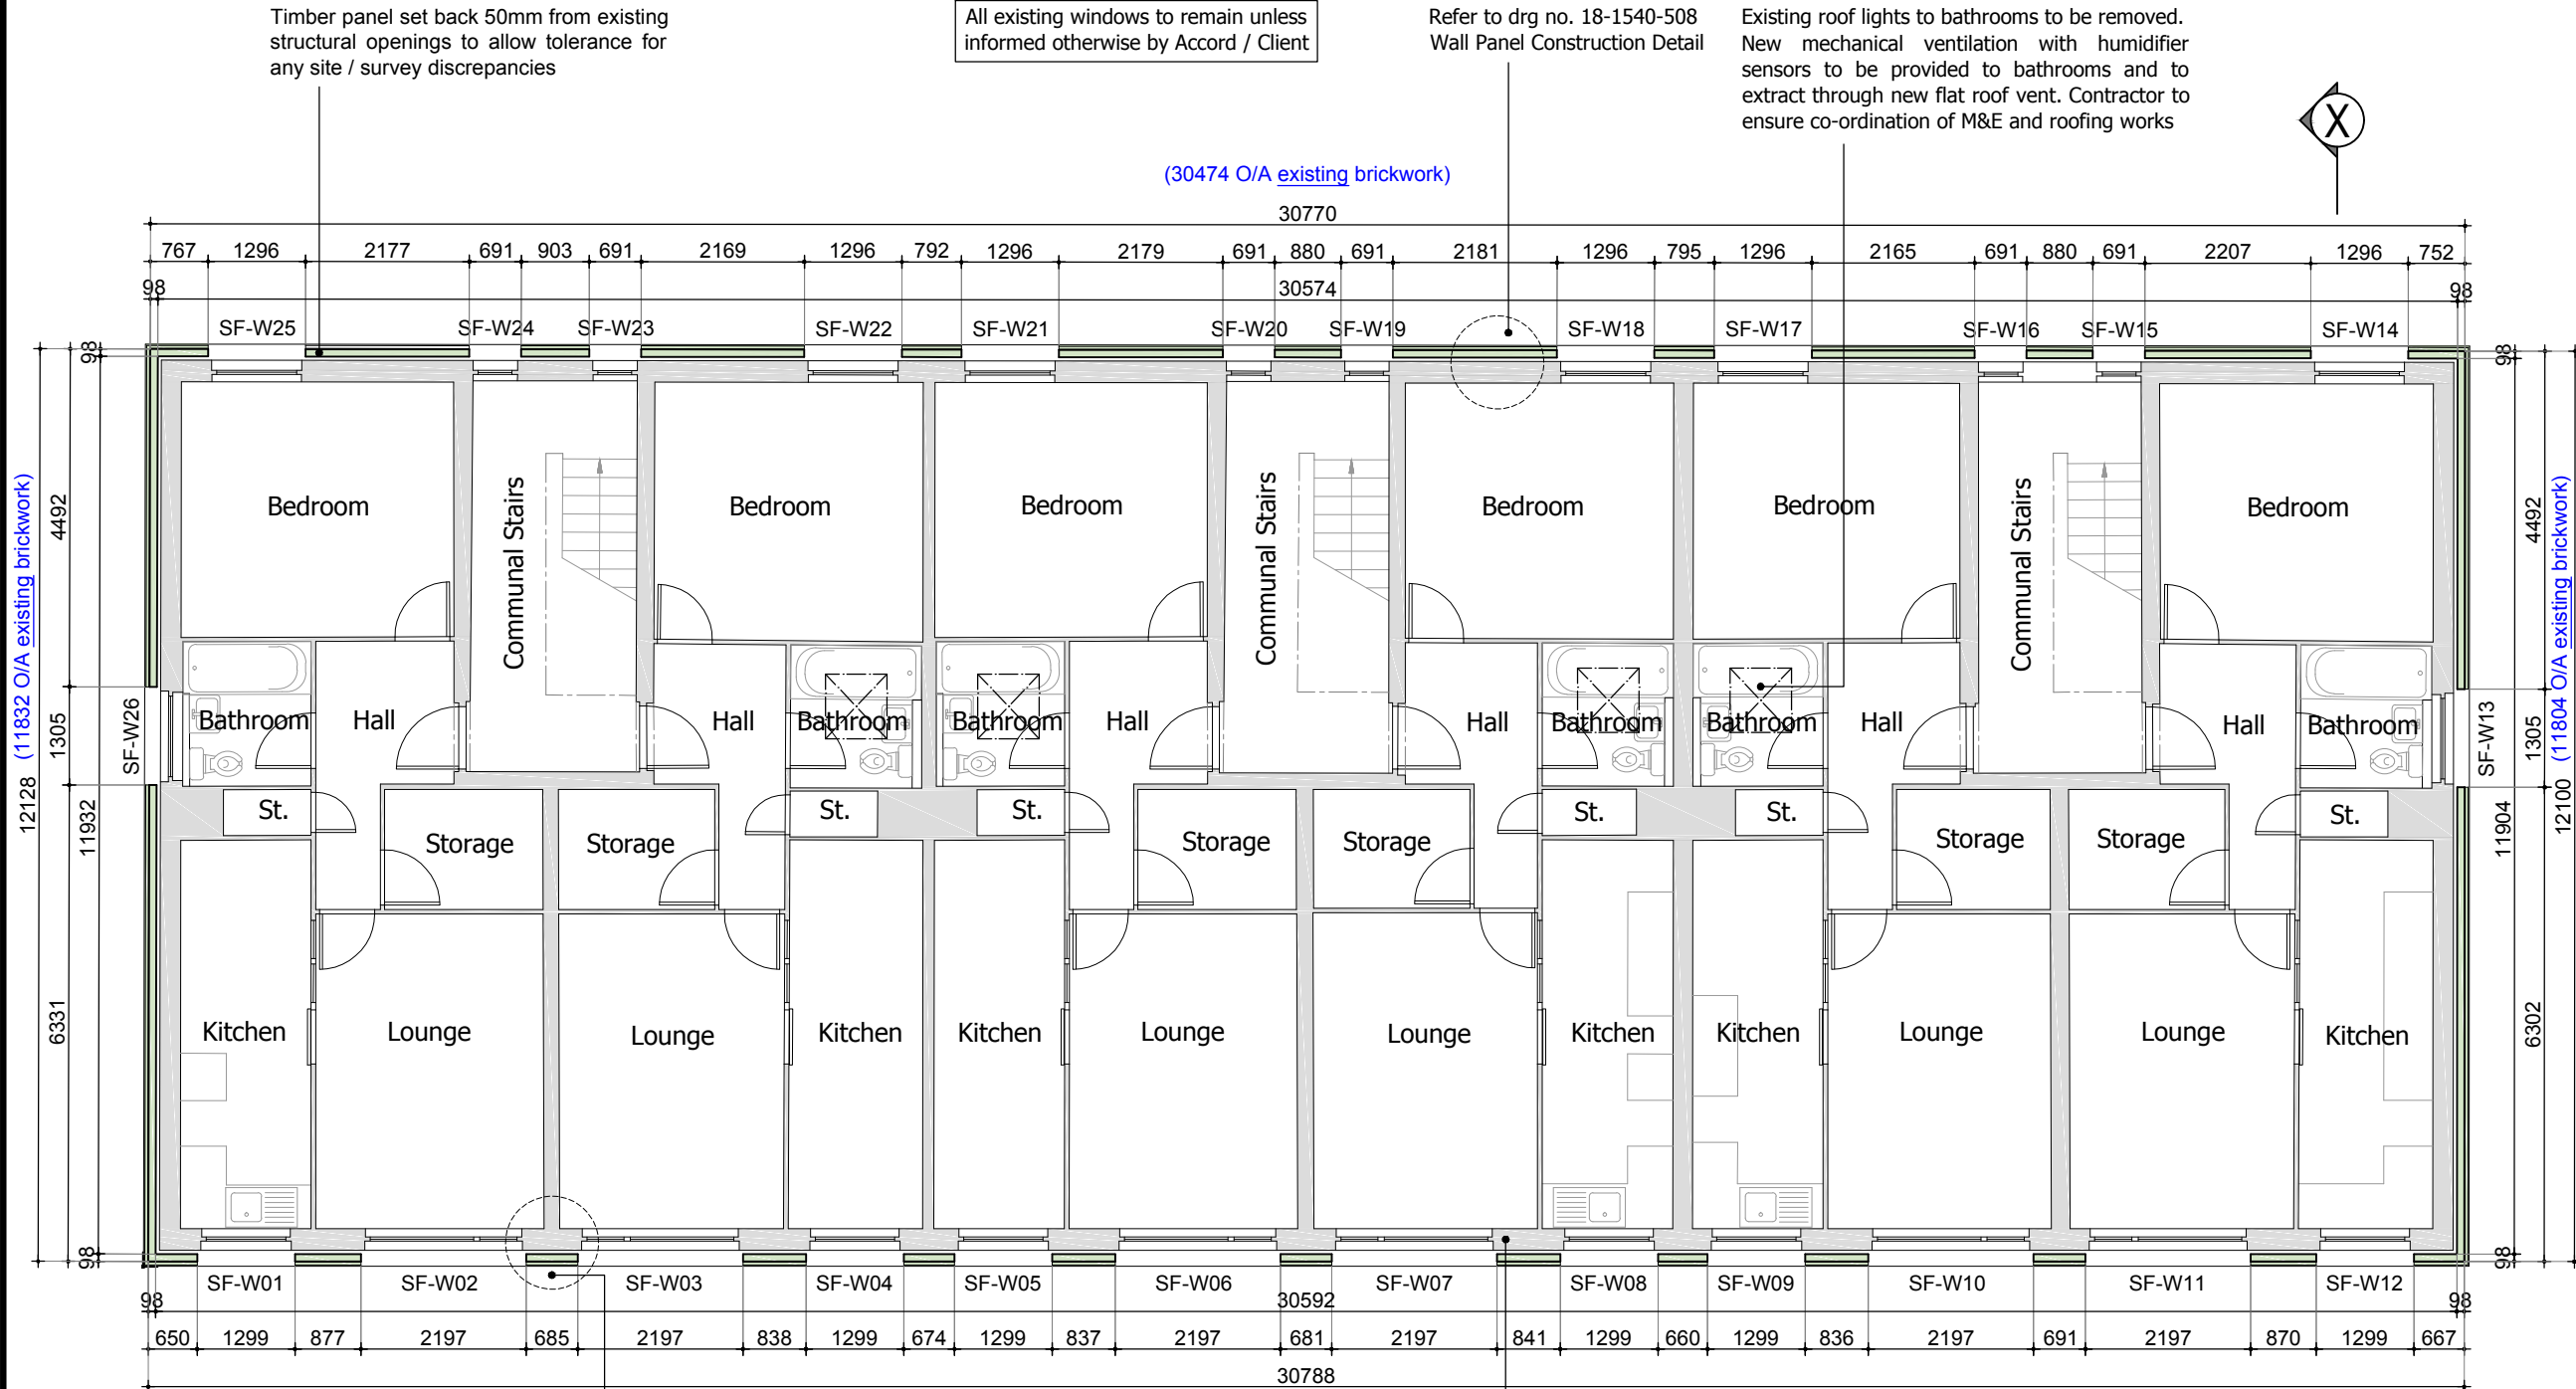 Timber panel set back 50mm from existing
structural openings to allow tolerance for
any site / survey discrepancies
All existing windows to remain unless
informed otherwise by Accord / Client
Refer to drg no. 18-1540-508
Wall Panel Construction Detail
Existing roof lights to bathrooms to be removed.
New mechanical ventilation with humidifier
sensors to be provided to bathrooms and to
extract through new flat roof vent. Contractor to
ensure co-ordination of M&E and roofing works
X
(30474 O/A existing brickwork)
30770
767 1296 2177 691 903 691 2169 1296 792 1296 2179 691 880 691 2181 1296 795 1296 2165 691 880 691 2207 1296 752
98 30574 98
SF-W25 SF-W24 SF-W23 SF-W22 SF-W21 SF-W20 SF-W19 SF-W18 SF-W17 SF-W16 SF-W15 SF-W14
98 98
(11832 O/A existing brickwork)
12128
4492
1305
6331
11932
SF-W26
Bedroom Communal Stairs Bedroom Bedroom Communal Stairs Bedroom Bedroom Communal Stairs Bedroom
4492
1305
6302
11904
12100
SF-W13
(11804 O/A existing brickwork)
Bathroom Hall Hall Bathroom Bathroom Hall Hall Bathroom Bathroom Hall Hall Bathroom
St. St. St. St. St. St.
Storage Storage Storage Storage Storage Storage
Kitchen Lounge Lounge Kitchen Kitchen Lounge Lounge Kitchen Kitchen Lounge Lounge Kitchen
98 98
SF-W01 SF-W02 SF-W03 SF-W04 SF-W05 SF-W06 SF-W07 SF-W08 SF-W09 SF-W10 SF-W11 SF-W12
98 30592 98
650 1299 877 2197 685 2197 838 1299 674 1299 837 2197 681 2197 841 1299 660 1299 836 2197 691 2197 870 1299 667
30788